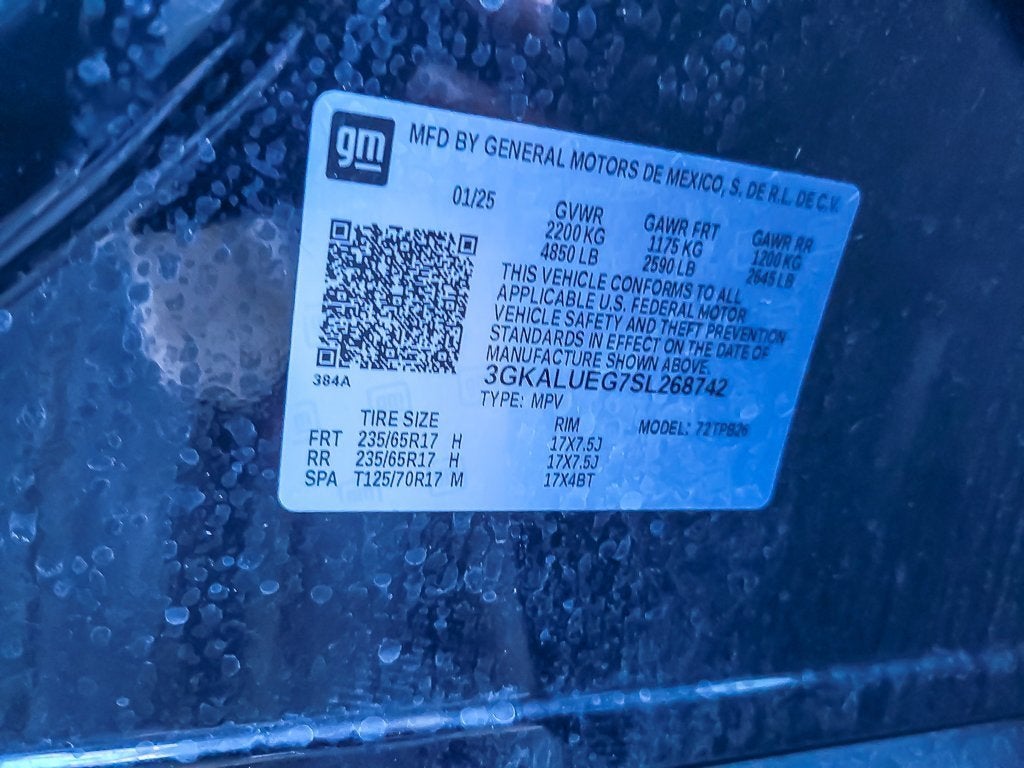 gm
MFD BY GENERAL MOTORS DE MEXICO, S. DE R.L. DE C.V.
01/25
GVWR GAWR FRT GAWR RR
2200 KG 1175 KG 1200 KG
4850 LB 2590 LB 2645 LB
THIS VEHICLE CONFORMS TO ALL
APPLICABLE U.S. FEDERAL MOTOR
VEHICLE SAFETY AND THEFT PREVENTION
STANDARDS IN EFFECT ON THE DATE OF
MANUFACTURE SHOWN ABOVE.
384A
3GKALUEG7SL268742
TYPE: MPV
TIRE SIZE RIM MODEL: 72TPB26
FRT 235/65R17 H 17X7.5J
RR 235/65R17 H 17X7.5J
SPA T125/70R17 M 17X4BT